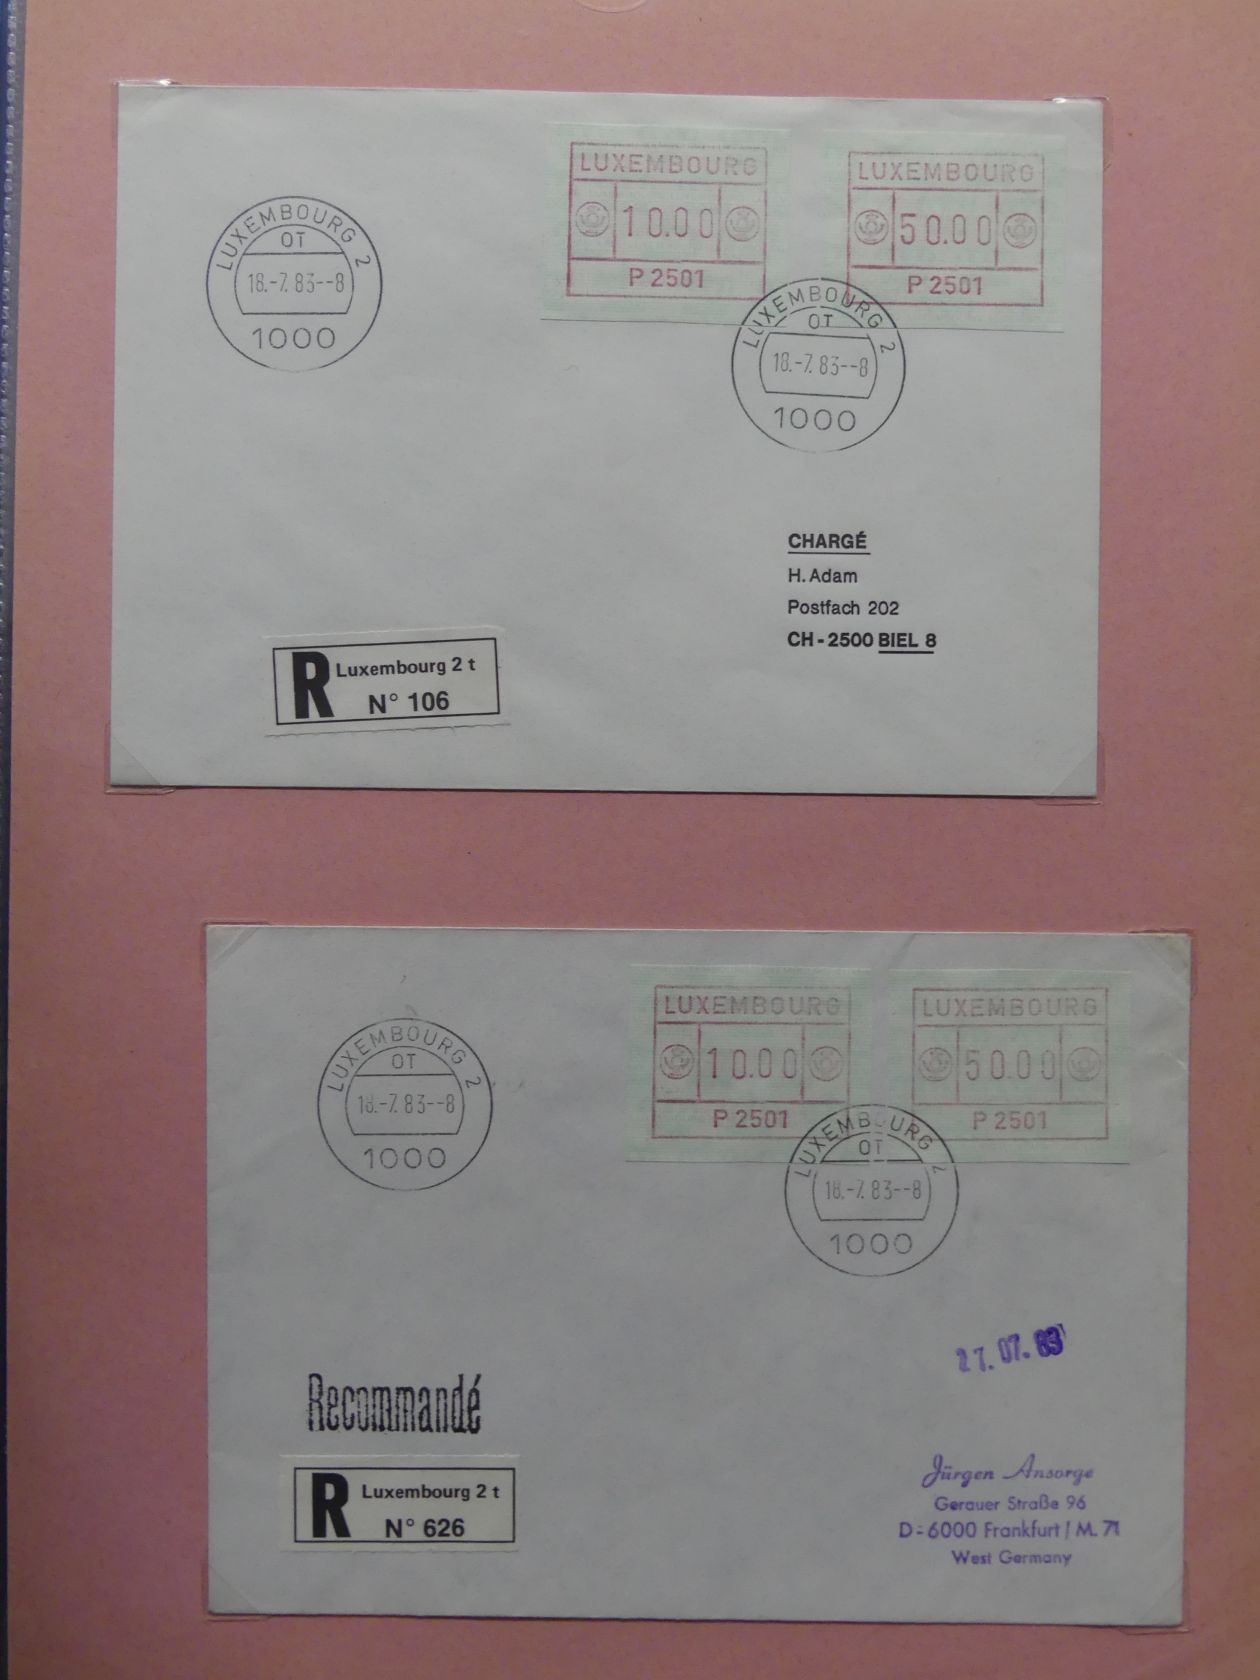 LUXEMBOURG
10.00
P 2501
LUXEMBOURG
50.00
P 2501
LUXEMBOURG 2
OT
18.-7.83--8
1000
LUXEMBOURG 2
OT
18.-7.83--8
1000
CHARGÉ
H. Adam
Postfach 202
CH-2500 BIEL 8
R Luxembourg 2 t
N° 106
LUXEMBOURG
10.00
P 2501
LUXEMBOURG
50.00
P 2501
LUXEMBOURG 2
OT
18.-7.83--8
1000
LUXEMBOURG 2
OT
18.-7.83--8
1000
27.07.83
Recommandé
R Luxembourg 2 t
N° 626
Jürgen Ansorge
Gerauer Straße 96
D-6000 Frankfurt / M. 71
West Germany